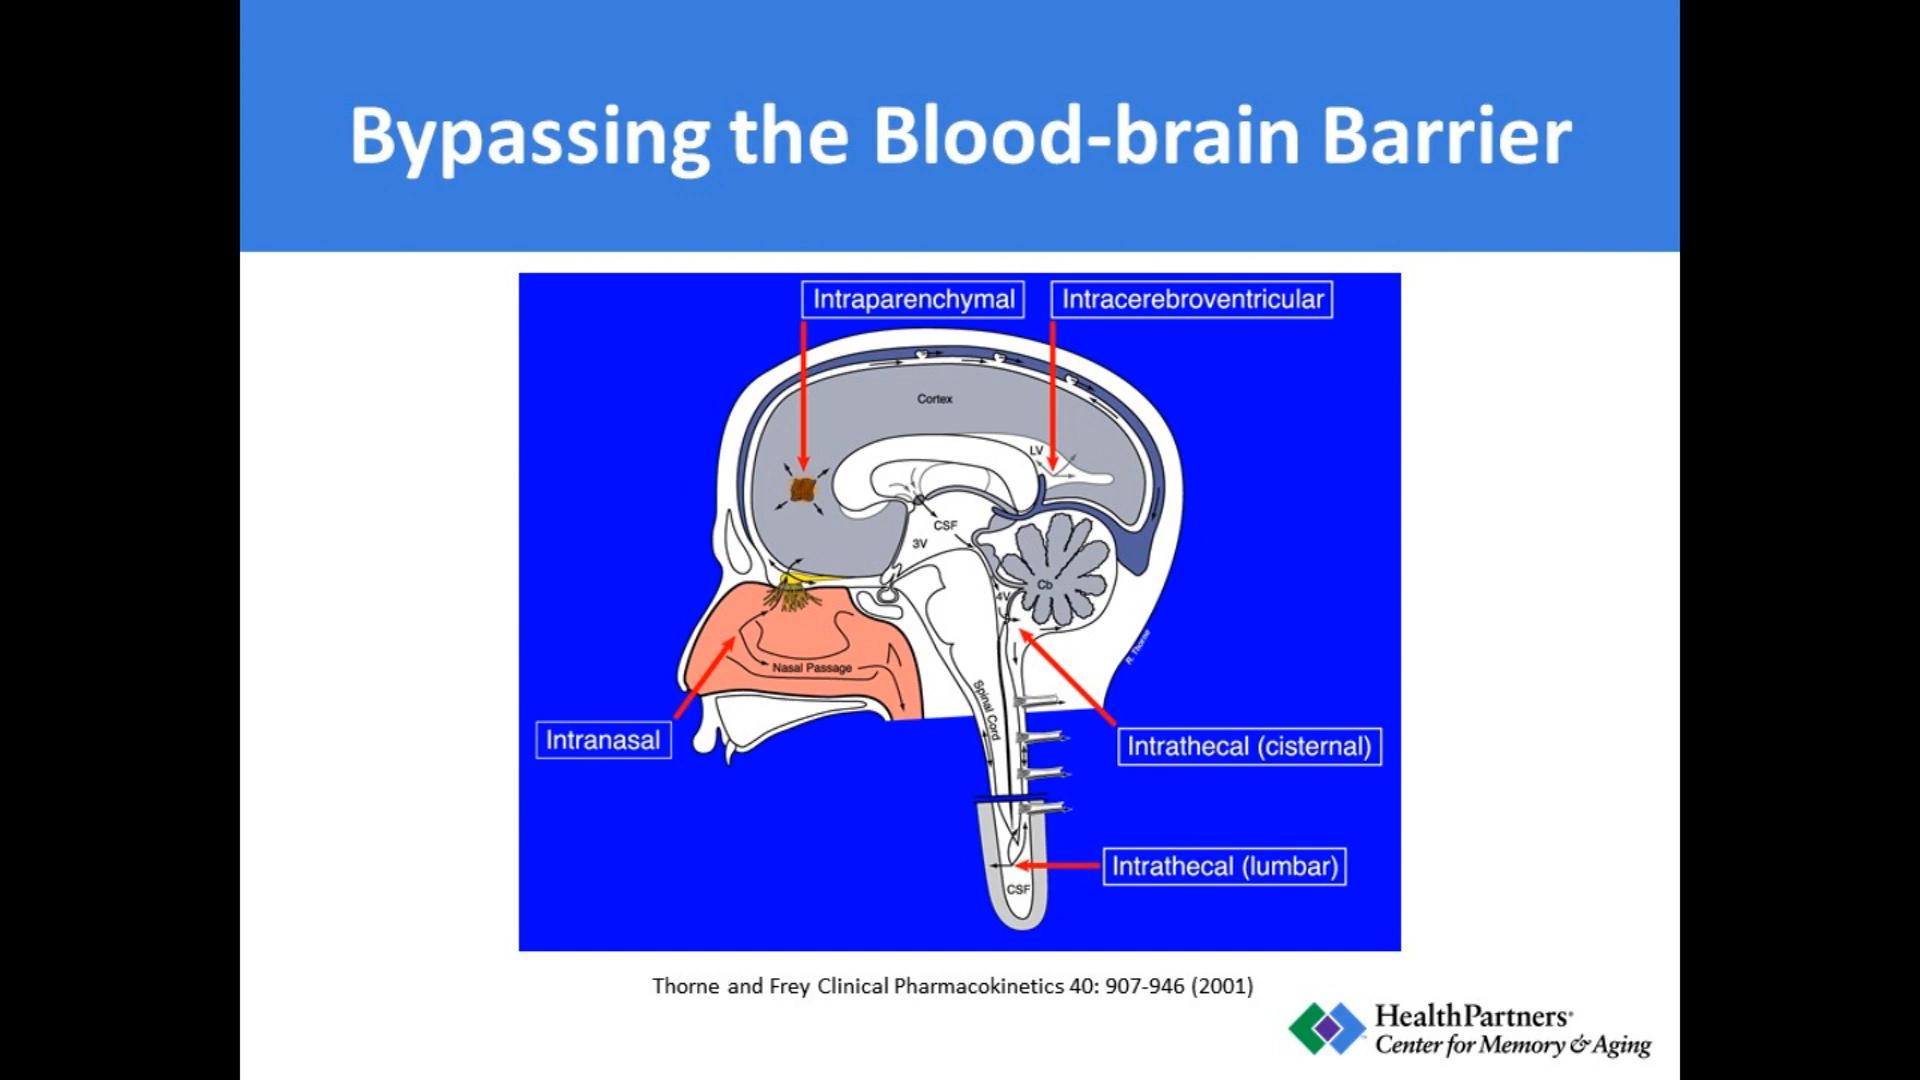 Bypassing the Blood-brain Barrier
Intraparenchymal
Intracerebroventricular
Cortex
LV
CSF
3V
Cb
4V
R. Thorne
Nasal Passage
Spinal Cord
Intranasal
Intrathecal (cisternal)
Intrathecal (lumbar)
CSF
Thorne and Frey Clinical Pharmacokinetics 40: 907-946 (2001)
HealthPartners®
Center for Memory & Aging